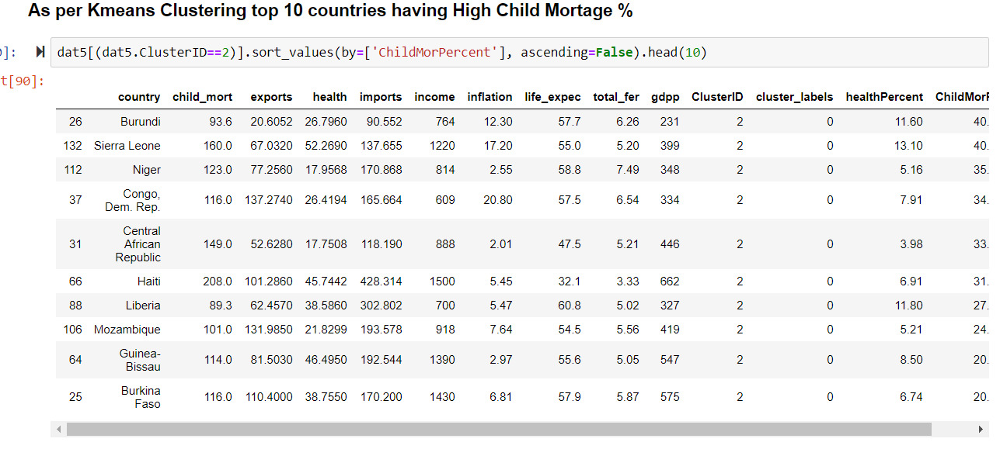 As per Kmeans Clustering top 10 countries having High Child Mortage %
]:
dat5[(dat5.ClusterID==2)].sort_values(by=['ChildMorPercent'], ascending=False).head(10)
t[90]:
country child_mort exports health imports income inflation life_expec total_fer gdpp ClusterID cluster_labels healthPercent ChildMorP
26 Burundi 93.6 20.6052 26.7960 90.552 764 12.30 57.7 6.26 231 2 0 11.60 40.
132 Sierra Leone 160.0 67.0320 52.2690 137.655 1220 17.20 55.0 5.20 399 2 0 13.10 40.
112 Niger 123.0 77.2560 17.9568 170.868 814 2.55 58.8 7.49 348 2 0 5.16 35.
37 Congo, Dem. Rep. 116.0 137.2740 26.4194 165.664 609 20.80 57.5 6.54 334 2 0 7.91 34.
31 Central African Republic 149.0 52.6280 17.7508 118.190 888 2.01 47.5 5.21 446 2 0 3.98 33.
66 Haiti 208.0 101.2860 45.7442 428.314 1500 5.45 32.1 3.33 662 2 0 6.91 31.
88 Liberia 89.3 62.4570 38.5860 302.802 700 5.47 60.8 5.02 327 2 0 11.80 27.
106 Mozambique 101.0 131.9850 21.8299 193.578 918 7.64 54.5 5.56 419 2 0 5.21 24.
64 Guinea-Bissau 114.0 81.5030 46.4950 192.544 1390 2.97 55.6 5.05 547 2 0 8.50 20.
25 Burkina Faso 116.0 110.4000 38.7550 170.200 1430 6.81 57.9 5.87 575 2 0 6.74 20.